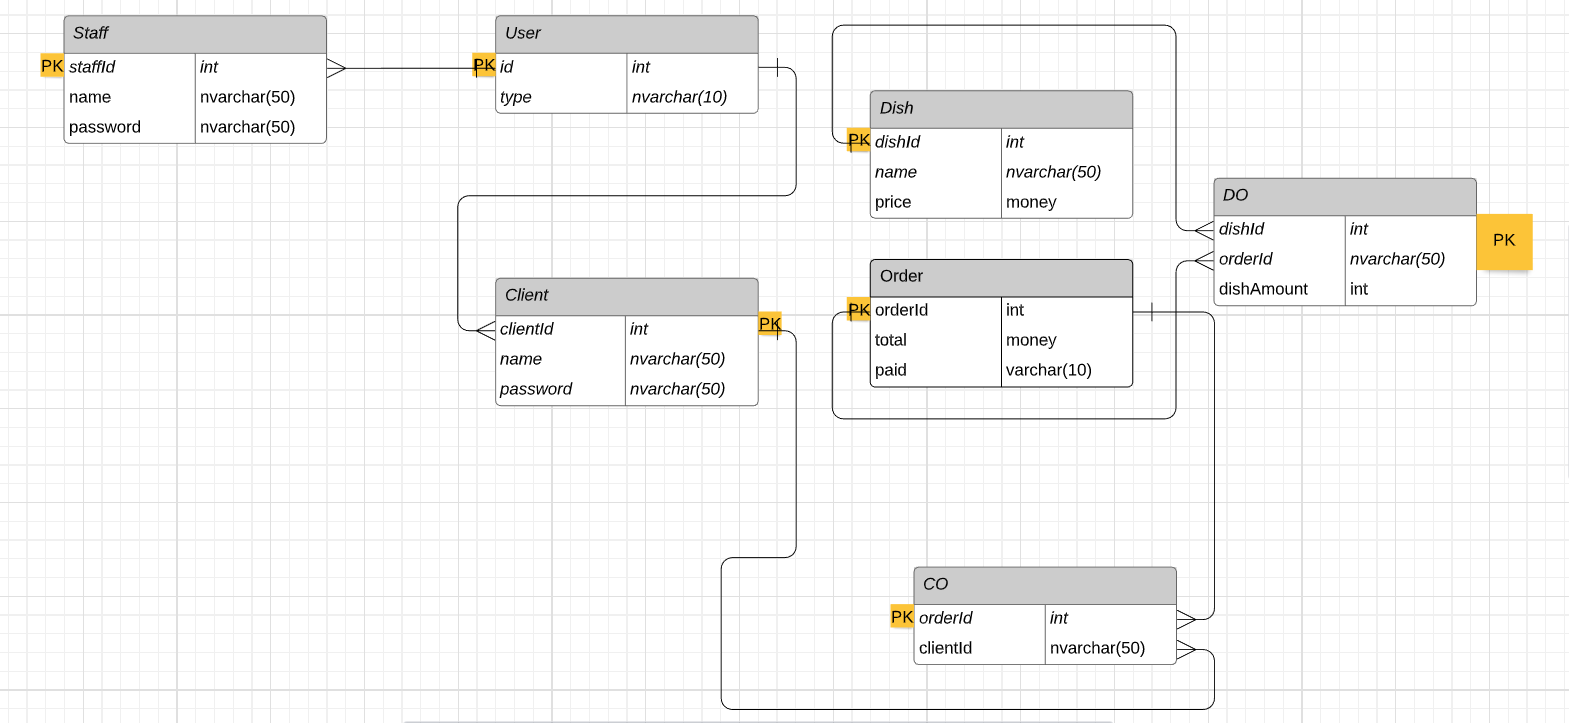 Staff
PK staffId int
name nvarchar(50)
password nvarchar(50)
User
PK id int
type nvarchar(10)
Dish
PK dishId int
name nvarchar(50)
price money
DO
dishId int
PK
orderId nvarchar(50)
dishAmount int
Order
PK orderId int
total money
paid varchar(10)
Client
clientId int PK
name nvarchar(50)
password nvarchar(50)
CO
PK orderId int
clientId nvarchar(50)